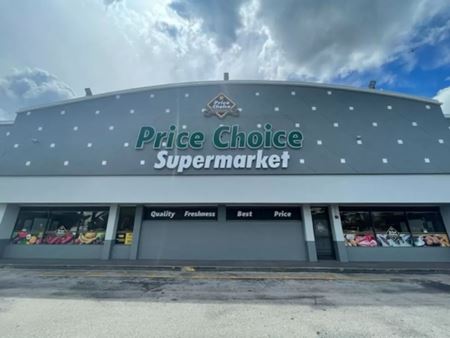 Price
Choice
Price Choice
Supermarket
Quality Freshness Best Price